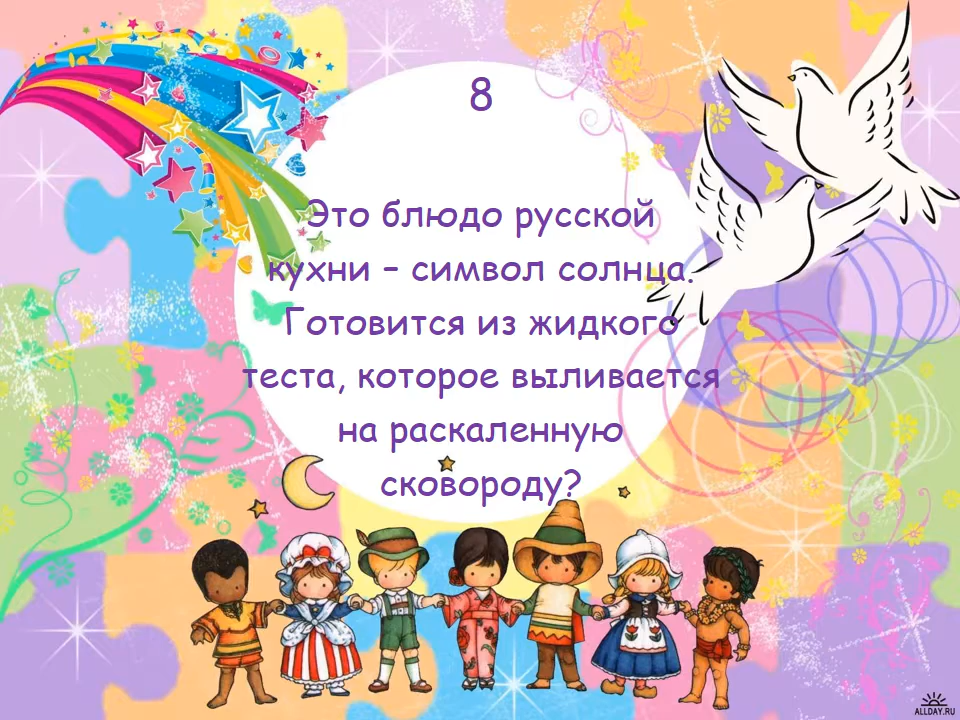 8
Это блюдо русской
кухни – символ солнца.
Готовится из жидкого
теста, которое выливается
на раскаленную
сковороду?
ALLDAY.RU